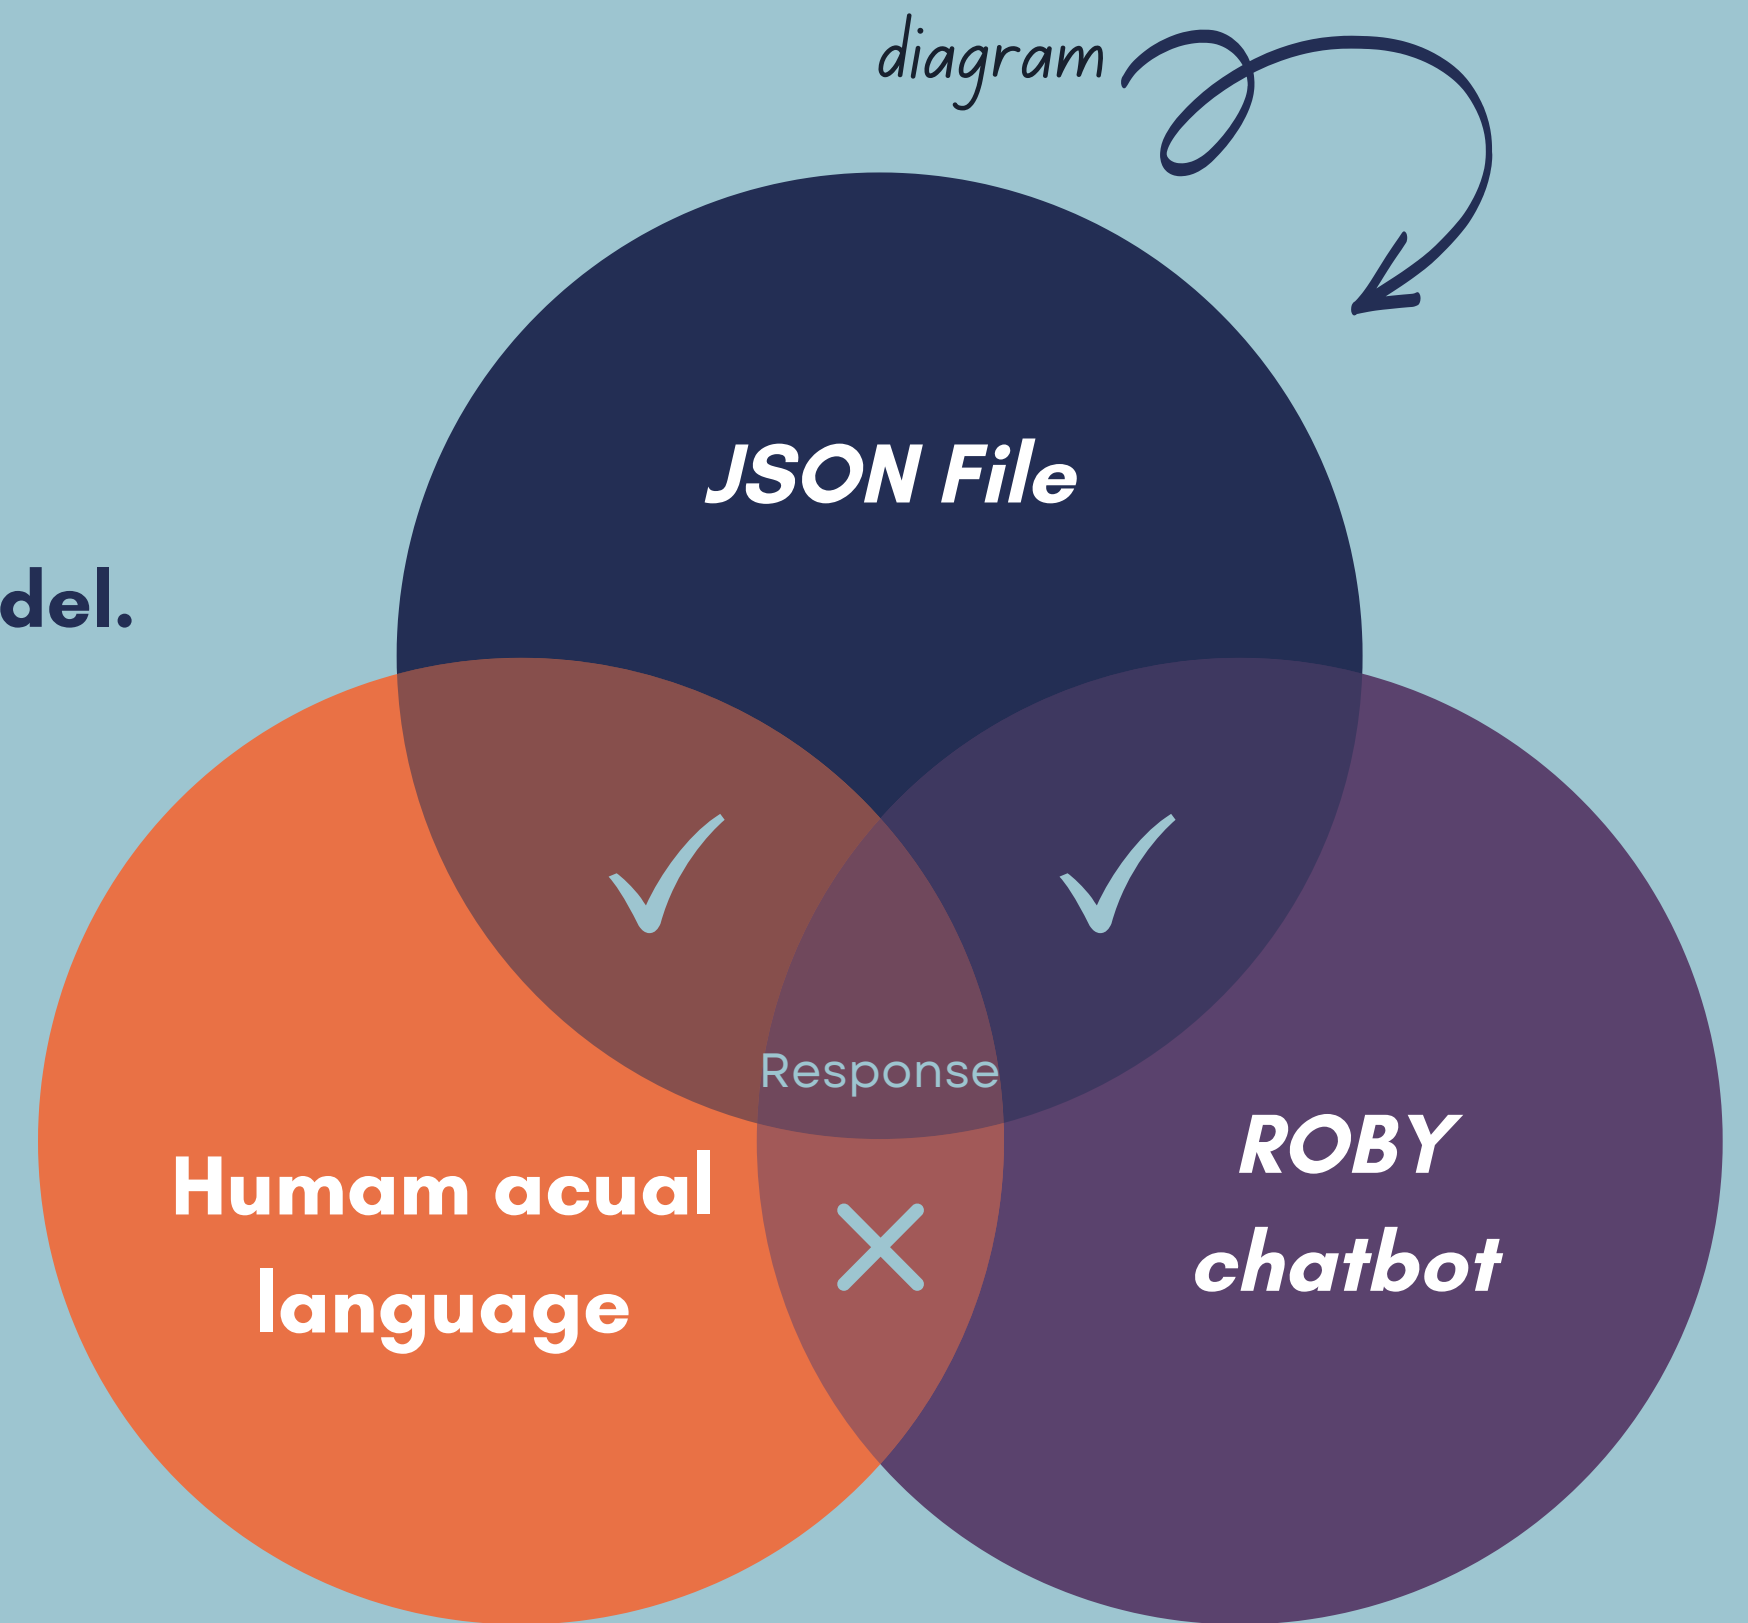 diagram
JSON File
del.
Response
Humam acual
language
ROBY
chatbot